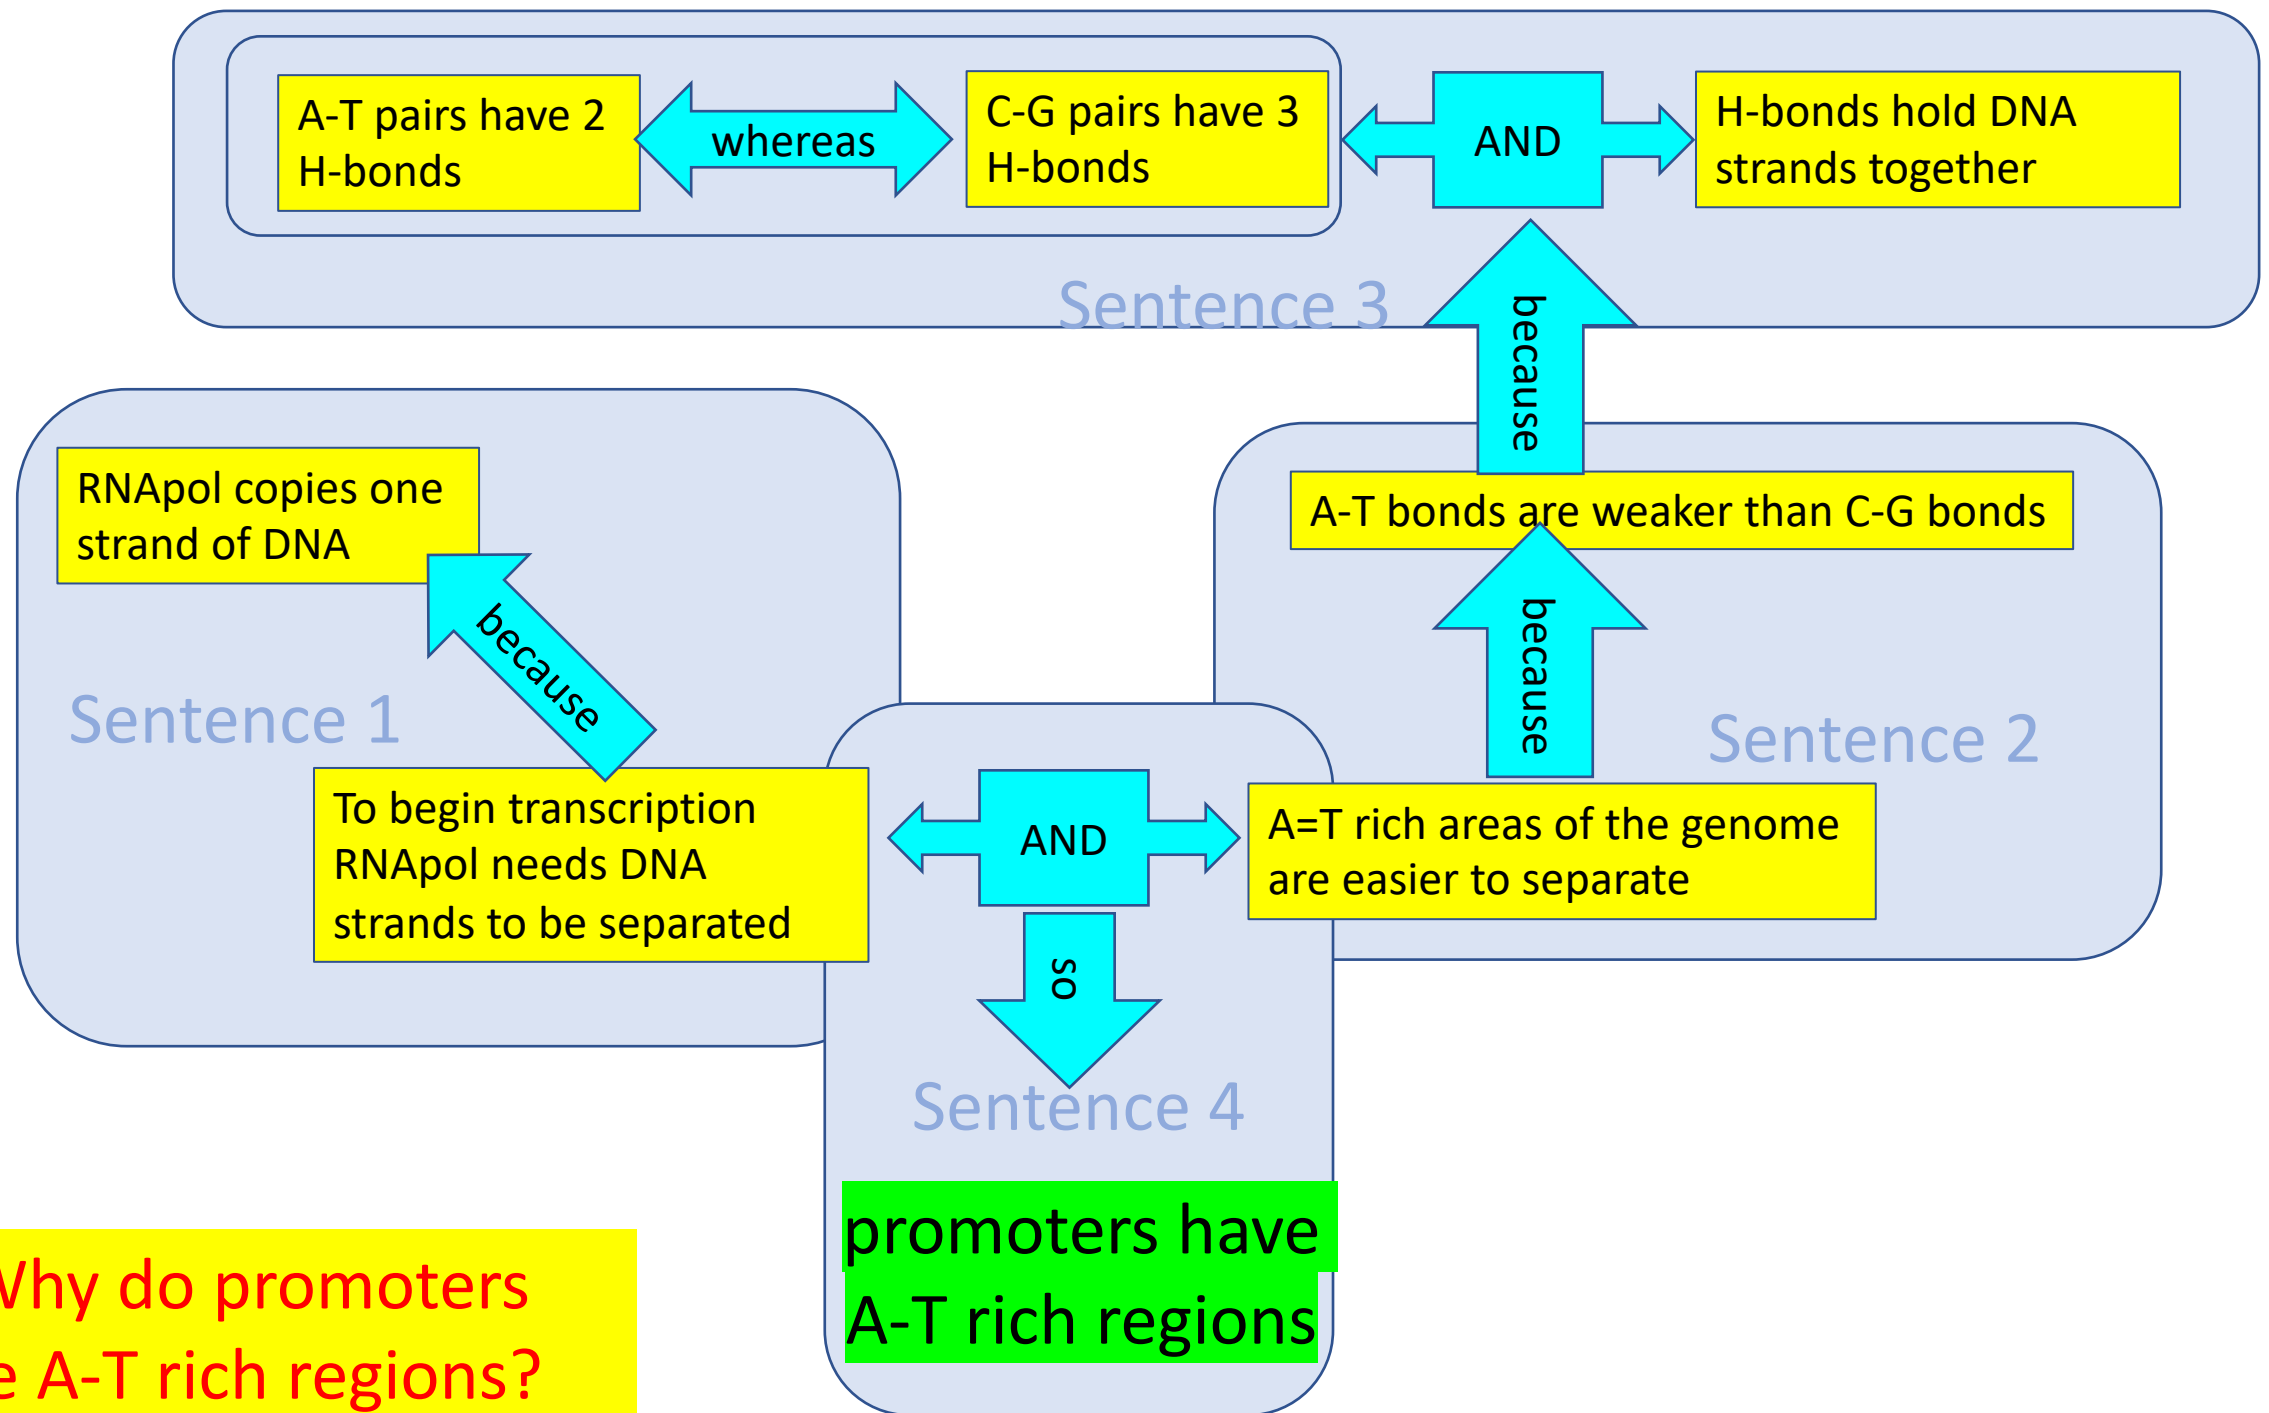 A-T pairs have 2
H-bonds
whereas
C-G pairs have 3
H-bonds
AND
H-bonds hold DNA
strands together
Sentence 3
because
RNApol copies one
strand of DNA
because
Sentence 1
To begin transcription
RNApol needs DNA
strands to be separated
A-T bonds are weaker than C-G bonds
because
Sentence 2
AND
A=T rich areas of the genome
are easier to separate
so
Sentence 4
promoters have
A-T rich regions
Why do promoters
e A-T rich regions?